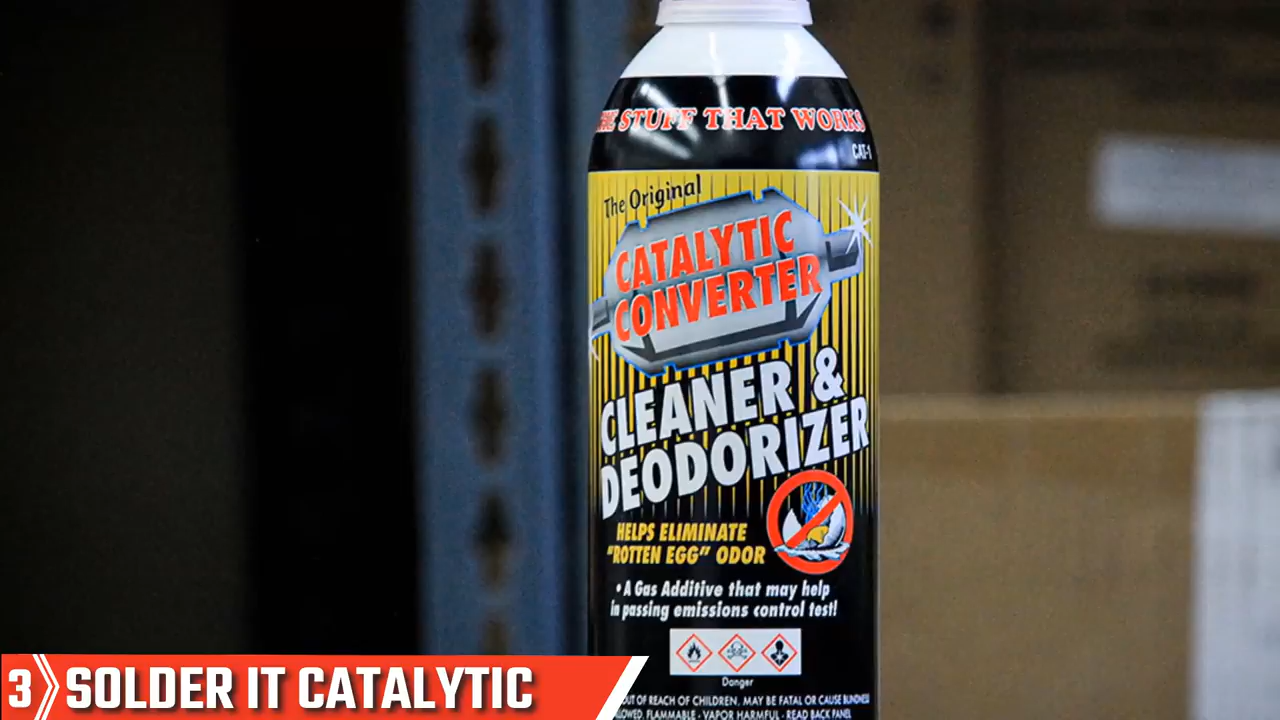 STUFF THAT WORKS
CAT-1
The Original
CATALYTIC
CONVERTER
CLEANER &
DEODORIZER
HELPS ELIMINATE
"ROTTEN EGG" ODOR
• A Gas Additive that may help
in passing emissions control test!
Danger
OUT OF REACH OF CHILDREN, MAY BE FATAL OR CAUSE BLINDNESS
FLAMMABLE - VAPOR HARMFUL - READ BACK PANEL
3 SOLDER IT CATALYTIC